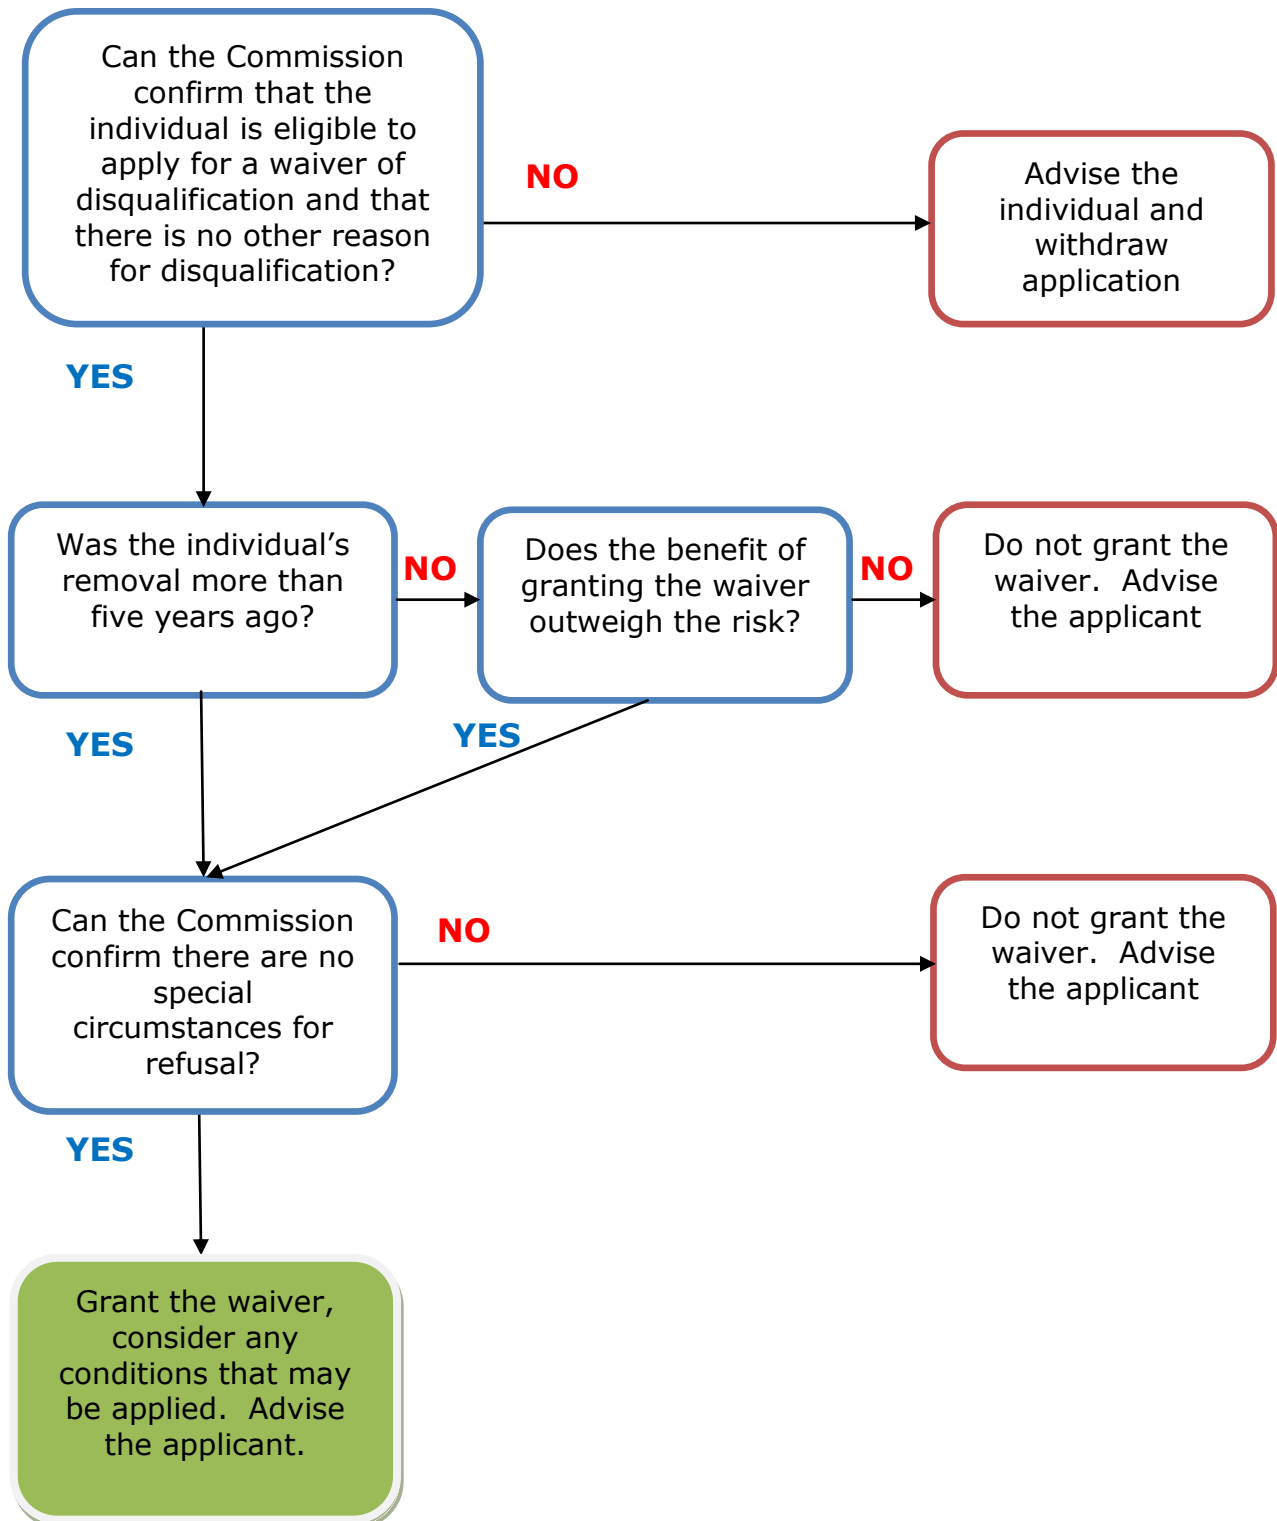 Can the Commission
confirm that the
individual is eligible to
apply for a waiver of
disqualification and that
there is no other reason
for disqualification?
NO
Advise the
individual and
withdraw
application
YES
Was the individual’s
removal more than
five years ago?
NO
Does the benefit of
granting the waiver
outweigh the risk?
NO
Do not grant the
waiver.  Advise
the applicant
YES
YES
Can the Commission
confirm there are no
special
circumstances for
refusal?
NO
Do not grant the
waiver.  Advise
the applicant
YES
Grant the waiver,
consider any
conditions that may
be applied.  Advise
the applicant.